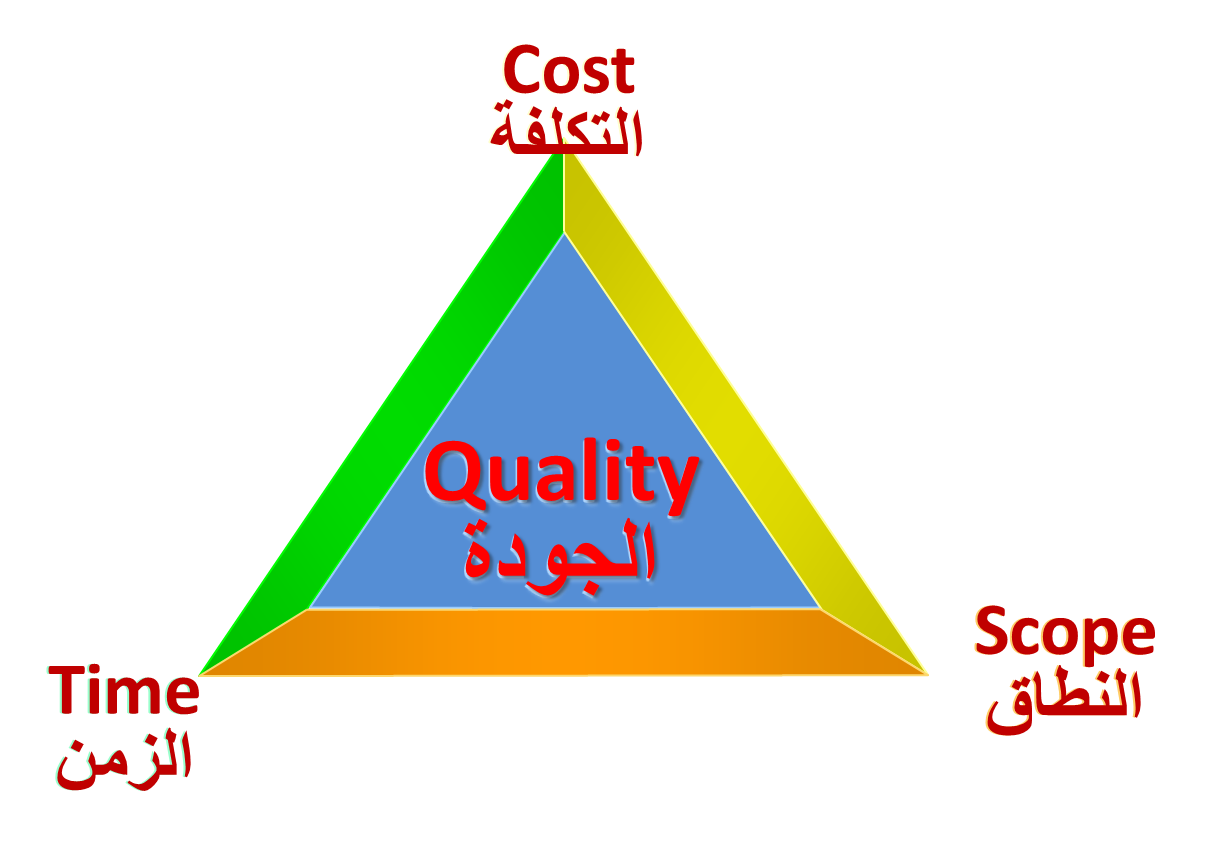 Cost
التكلفة
Quality
الجودة
Time
الزمن
Scope
النطاق